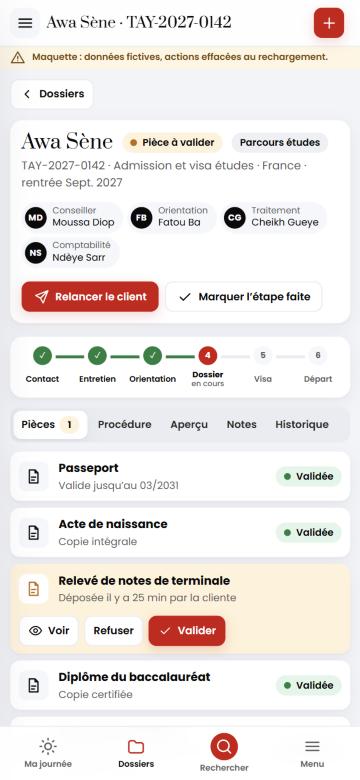 Awa Sène · TAY-2027-0142
Maquette : données fictives, actions effacées au rechargement.
Dossiers
Awa Sène
Pièce à valider
Parcours études
TAY-2027-0142 · Admission et visa études · France ·
rentrée Sept. 2027
MD
Conseiller
Moussa Diop
FB
Orientation
Fatou Ba
CG
Traitement
Cheikh Gueye
NS
Comptabilité
Ndèye Sarr
Relancer le client
Marquer l'étape faite
4
5
6
Contact
Entretien
Orientation
Dossier
en cours
Visa
Départ
Pièces 1
Procédure
Aperçu
Notes
Historique
Passeport
Valide jusqu'au 03/2031
Validée
Acte de naissance
Copie intégrale
Validée
Relevé de notes de terminale
Déposée il y a 25 min par la cliente
Voir
Refuser
Valider
Diplôme du baccalauréat
Copie certifiée
Validée
Ma journée
Dossiers
Rechercher
Menu